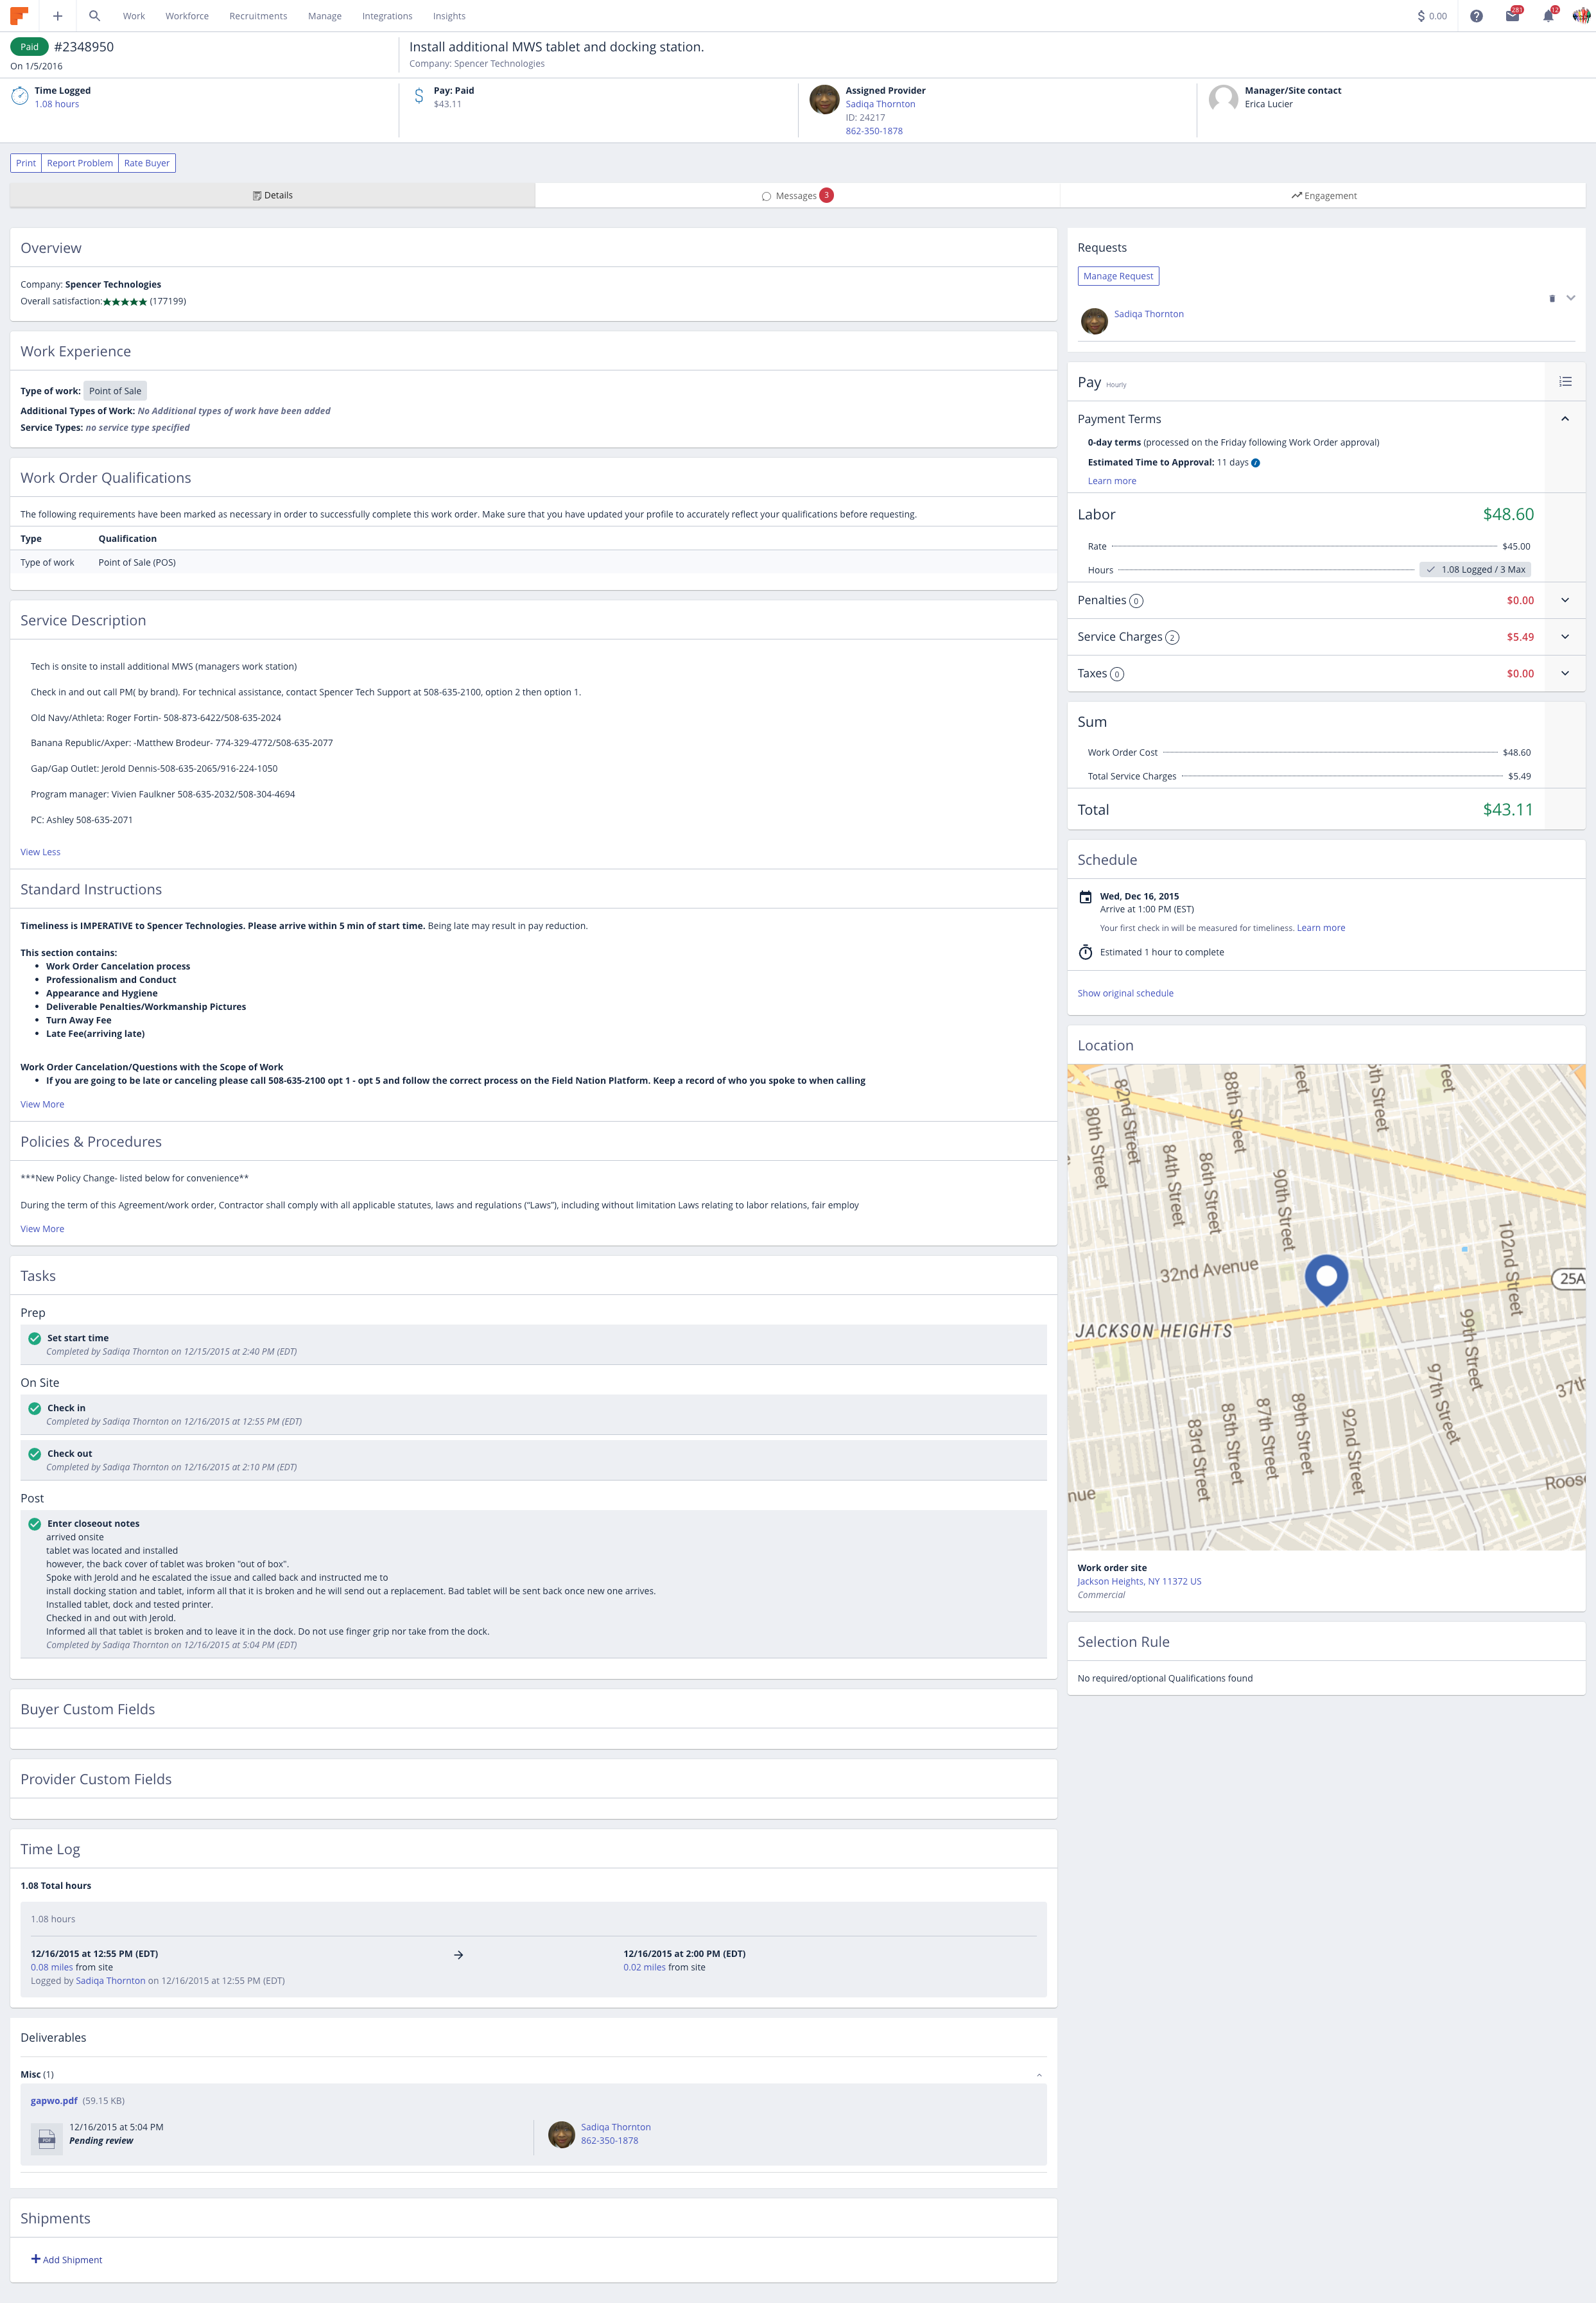 Work Workforce Recruitments Manage Integrations Insights $ 0.00 281 12
Paid #2348950
On 1/5/2016
Install additional MWS tablet and docking station.
Company: Spencer Technologies
Time Logged
1.08 hours
Pay: Paid
$43.11
Assigned Provider
Sadiqa Thornton
ID: 24217
862-350-1878
Manager/Site contact
Erica Lucier
Print Report Problem Rate Buyer
Details Messages 3 Engagement
Overview
Company: Spencer Technologies
Overall satisfaction:★★★★★ (177199)
Work Experience
Type of work: Point of Sale
Additional Types of Work: No Additional types of work have been added
Service Types: no service type specified
Work Order Qualifications
The following requirements have been marked as necessary in order to successfully complete this work order. Make sure that you have updated your profile to accurately reflect your qualifications before requesting.
Type Qualification
Type of work Point of Sale (POS)
Service Description
Tech is onsite to install additional MWS (managers work station)
Check in and out call PM( by brand). For technical assistance, contact Spencer Tech Support at 508-635-2100, option 2 then option 1.
Old Navy/Athleta: Roger Fortin- 508-873-6422/508-635-2024
Banana Republic/Axper: -Matthew Brodeur- 774-329-4772/508-635-2077
Gap/Gap Outlet: Jerold Dennis-508-635-2065/916-224-1050
Program manager: Vivien Faulkner 508-635-2032/508-304-4694
PC: Ashley 508-635-2071
View Less
Standard Instructions
Timeliness is IMPERATIVE to Spencer Technologies. Please arrive within 5 min of start time. Being late may result in pay reduction.
This section contains:
• Work Order Cancelation process
• Professionalism and Conduct
• Appearance and Hygiene
• Deliverable Penalties/Workmanship Pictures
• Turn Away Fee
• Late Fee(arriving late)
Work Order Cancelation/Questions with the Scope of Work
• If you are going to be late or canceling please call 508-635-2100 opt 1 - opt 5 and follow the correct process on the Field Nation Platform. Keep a record of who you spoke to when calling
View More
Policies & Procedures
***New Policy Change- listed below for convenience**
During the term of this Agreement/work order, Contractor shall comply with all applicable statutes, laws and regulations (“Laws”), including without limitation Laws relating to labor relations, fair employ
View More
Tasks
Prep
Set start time
Completed by Sadiqa Thornton on 12/15/2015 at 2:40 PM (EDT)
On Site
Check in
Completed by Sadiqa Thornton on 12/16/2015 at 12:55 PM (EDT)
Check out
Completed by Sadiqa Thornton on 12/16/2015 at 2:10 PM (EDT)
Post
Enter closeout notes
arrived onsite
tablet was located and installed
however, the back cover of tablet was broken "out of box".
Spoke with Jerold and he escalated the issue and called back and instructed me to
install docking station and tablet, inform all that it is broken and he will send out a replacement. Bad tablet will be sent back once new one arrives.
Installed tablet, dock and tested printer.
Checked in and out with Jerold.
Informed all that tablet is broken and to leave it in the dock. Do not use finger grip nor take from the dock.
Completed by Sadiqa Thornton on 12/16/2015 at 5:04 PM (EDT)
Buyer Custom Fields
Provider Custom Fields
Time Log
1.08 Total hours
1.08 hours
12/16/2015 at 12:55 PM (EDT)
0.08 miles from site
Logged by Sadiqa Thornton on 12/16/2015 at 12:55 PM (EDT)
12/16/2015 at 2:00 PM (EDT)
0.02 miles from site
Deliverables
Misc (1)
gapwo.pdf (59.15 KB)
12/16/2015 at 5:04 PM
Pending review
Sadiqa Thornton
862-350-1878
Shipments
Add Shipment
Requests
Manage Request
Sadiqa Thornton
Pay Hourly
Payment Terms
0-day terms (processed on the Friday following Work Order approval)
Estimated Time to Approval: 11 days
Learn more
Labor $48.60
Rate $45.00
Hours 1.08 Logged / 3 Max
Penalties 0 $0.00
Service Charges 2 $5.49
Taxes 0 $0.00
Sum
Work Order Cost $48.60
Total Service Charges $5.49
Total $43.11
Schedule
Wed, Dec 16, 2015
Arrive at 1:00 PM (EST)
Your first check in will be measured for timeliness. Learn more
Estimated 1 hour to complete
Show original schedule
Location
80th Street
82nd Street
84th Street
86th Street
88th Street
90th Street
reet
0th Street
reet
102nd Street
32nd Avenue
25A
JACKSON HEIGHTS
99th Street
97th Street
37th
83rd Street
85th Street
87th Street
89th Street
92nd Street
nue
Roose
Work order site
Jackson Heights, NY 11372 US
Commercial
Selection Rule
No required/optional Qualifications found